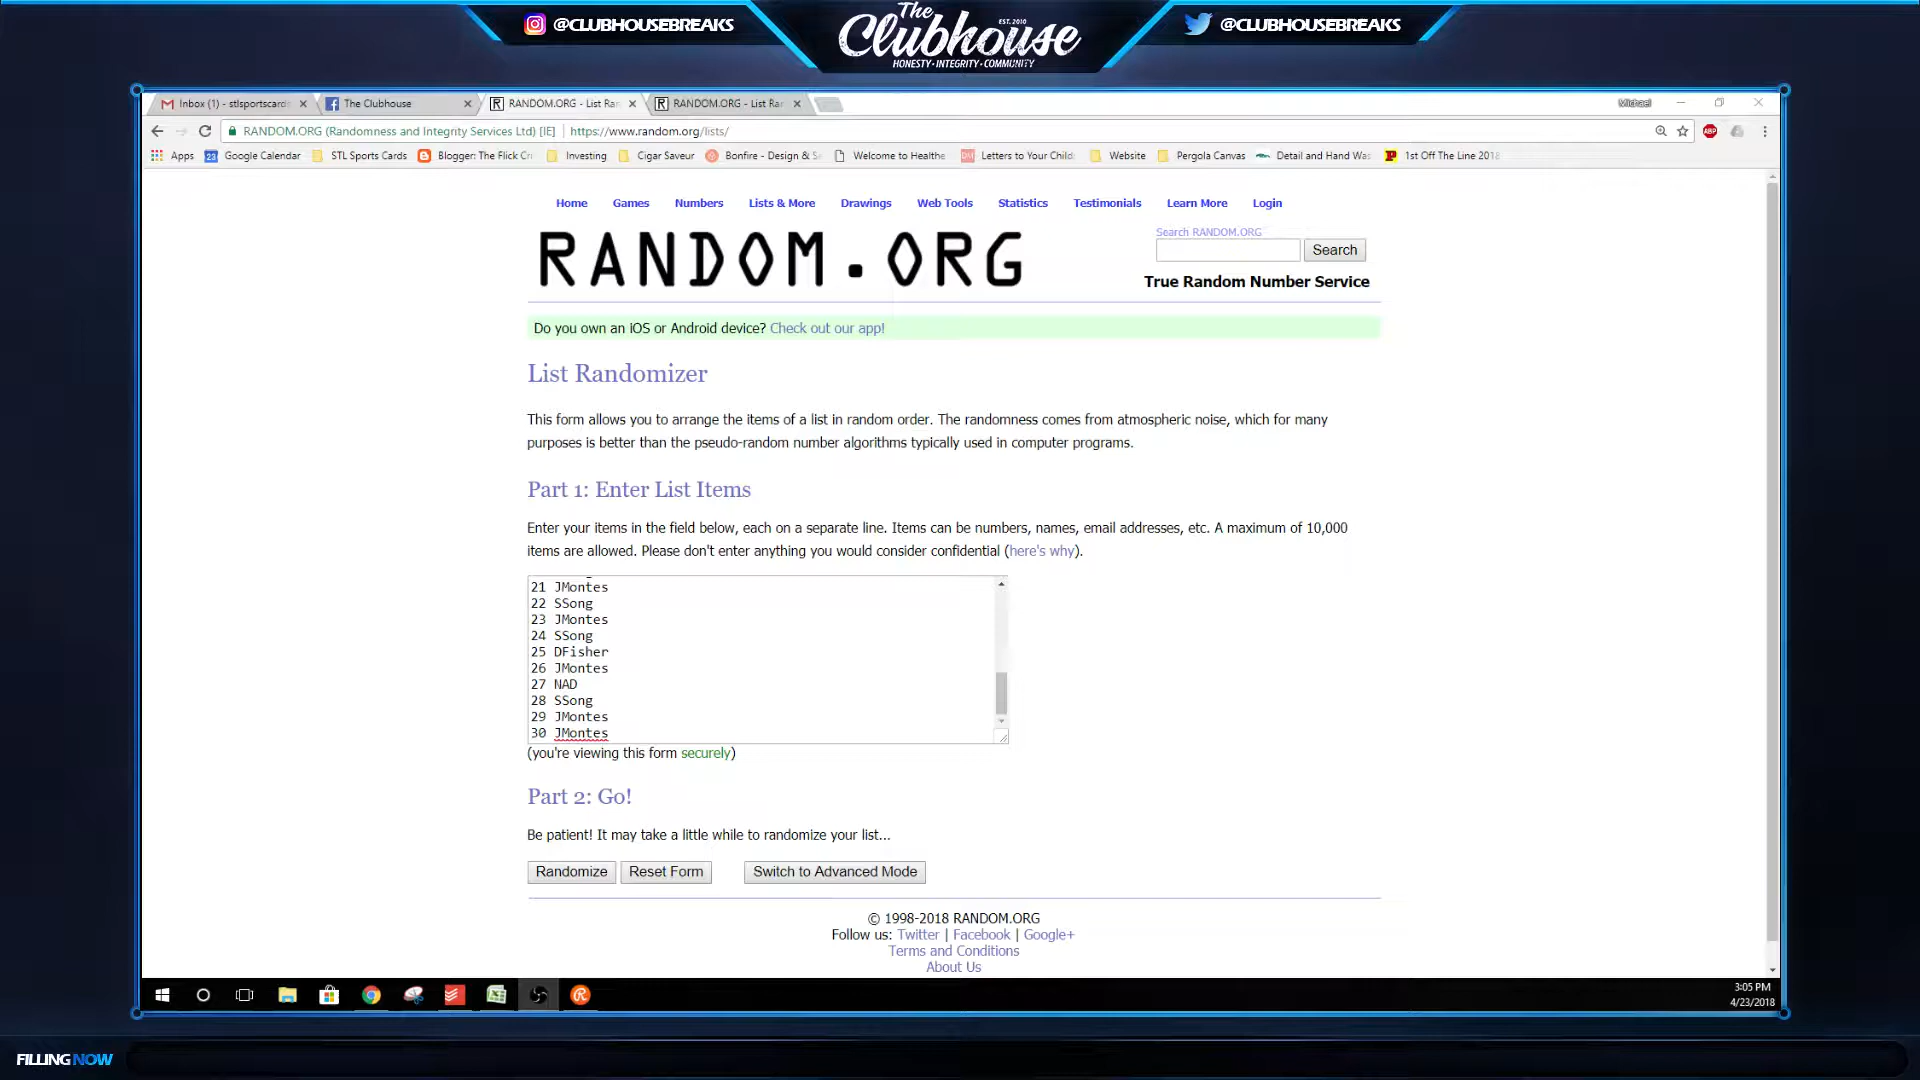 @CLUBHOUSEBREAKS
The Clubhouse
EST. 2010
HONESTY • INTEGRITY • COMMUNITY
@CLUBHOUSEBREAKS
Inbox (1) - stlsportscards
The Clubhouse
RANDOM.ORG - List Ran
RANDOM.ORG - List Ran
Michael
RANDOM.ORG (Randomness and Integrity Services Ltd) [IE]
https://www.random.org/lists/
ABP
Apps
23
Google Calendar
STL Sports Cards
Blogger: The Flick Cr
Investing
Cigar Saveur
Bonfire - Design & S
Welcome to Healthe
Letters to Your Child
Website
Pergola Canvas
Detail and Hand Was
1st Off The Line 2018
Home Games Numbers Lists & More Drawings Web Tools Statistics Testimonials Learn More Login
RANDOM.ORG
Search RANDOM.ORG
Search
True Random Number Service
Do you own an iOS or Android device? Check out our app!
List Randomizer
This form allows you to arrange the items of a list in random order. The randomness comes from atmospheric noise, which for many
purposes is better than the pseudo-random number algorithms typically used in computer programs.
Part 1: Enter List Items
Enter your items in the field below, each on a separate line. Items can be numbers, names, email addresses, etc. A maximum of 10,000
items are allowed. Please don't enter anything you would consider confidential (here's why).
21 JMontes
22 SSong
23 JMontes
24 SSong
25 DFisher
26 JMontes
27 NAD
28 SSong
29 JMontes
30 JMontes
(you're viewing this form securely)
Part 2: Go!
Be patient! It may take a little while to randomize your list...
Randomize
Reset Form
Switch to Advanced Mode
© 1998-2018 RANDOM.ORG
Follow us: Twitter | Facebook | Google+
Terms and Conditions
About Us
3:05 PM
4/23/2018
FILLING NOW